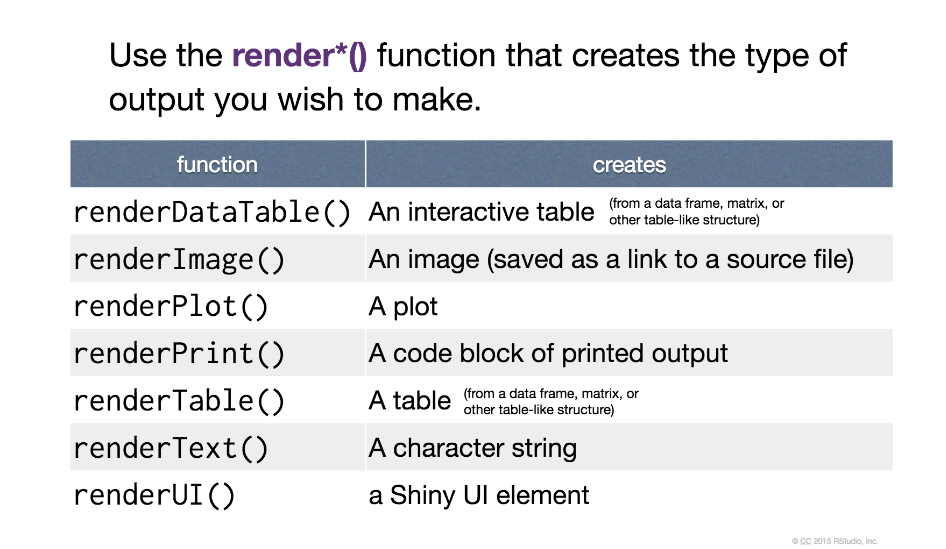 Use the render*() function that creates the type of
output you wish to make.
function creates
renderDataTable() An interactive table (from a data frame, matrix, or
other table-like structure)
renderImage() An image (saved as a link to a source file)
renderPlot() A plot
renderPrint() A code block of printed output
renderTable() A table (from a data frame, matrix, or
other table-like structure)
renderText() A character string
renderUI() a Shiny UI element
© CC 2015 RStudio, Inc.